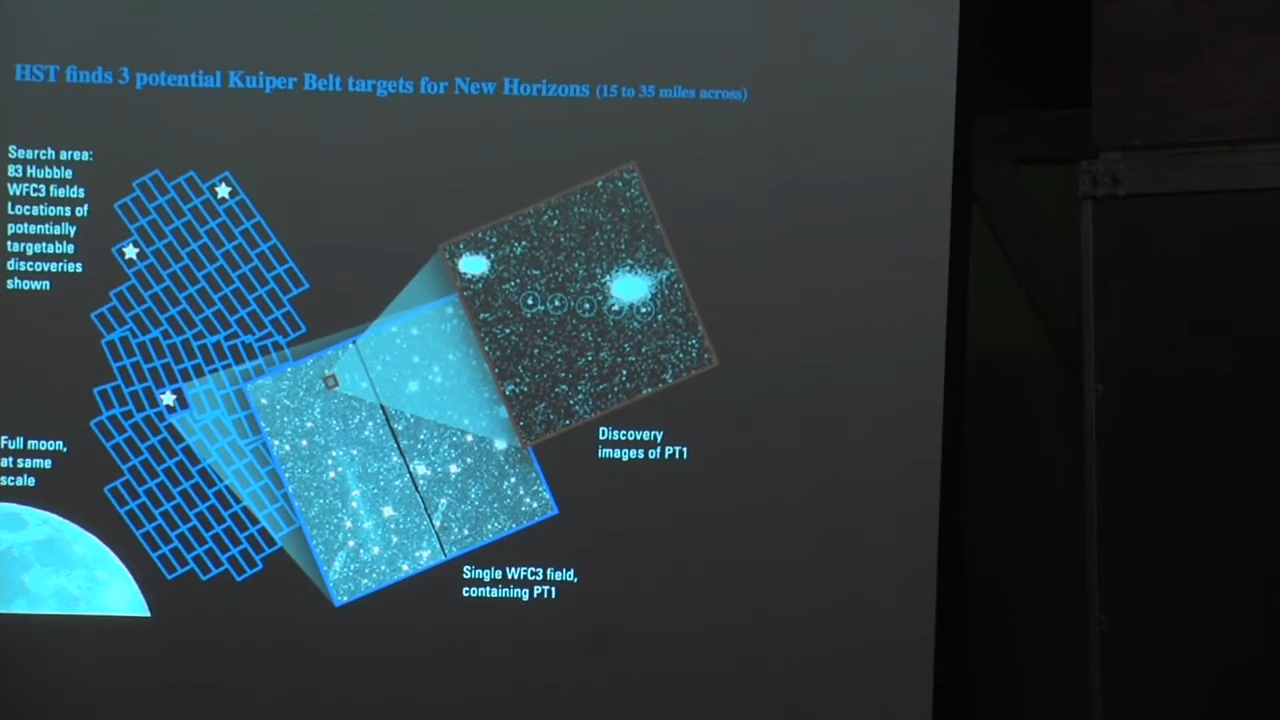 HST finds 3 potential Kuiper Belt targets for New Horizons (15 to 35 miles across)
Search area:
83 Hubble
WFC3 fields
Locations of
potentially
targetable
discoveries
shown
Full moon,
at same
scale
Discovery
images of PT1
Single WFC3 field,
containing PT1